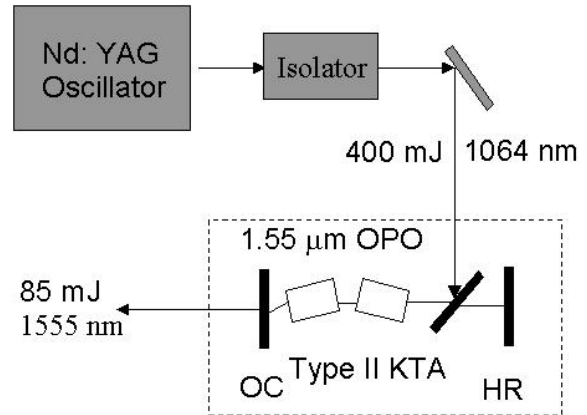 Nd: YAG
Oscillator
Isolator
400 mJ
1064 nm
1.55 μm OPO
85 mJ
1555 nm
Type II KTA
OC
HR